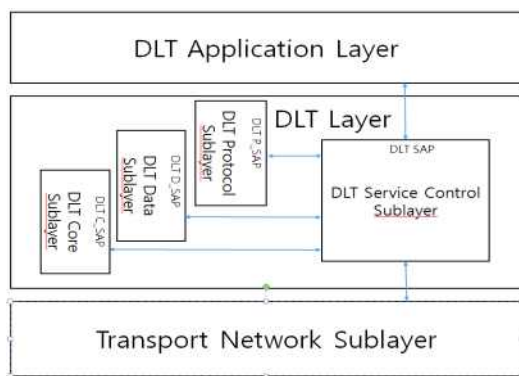 DLT Application Layer
DLT Layer
DLT P_SAP
DLT Protocol
Sublayer
DLT D_SAP
DLT Data
Sublayer
DLT C_SAP
DLT Core
Sublayer
DLT SAP
DLT Service Control
Sublayer
Transport Network Sublayer